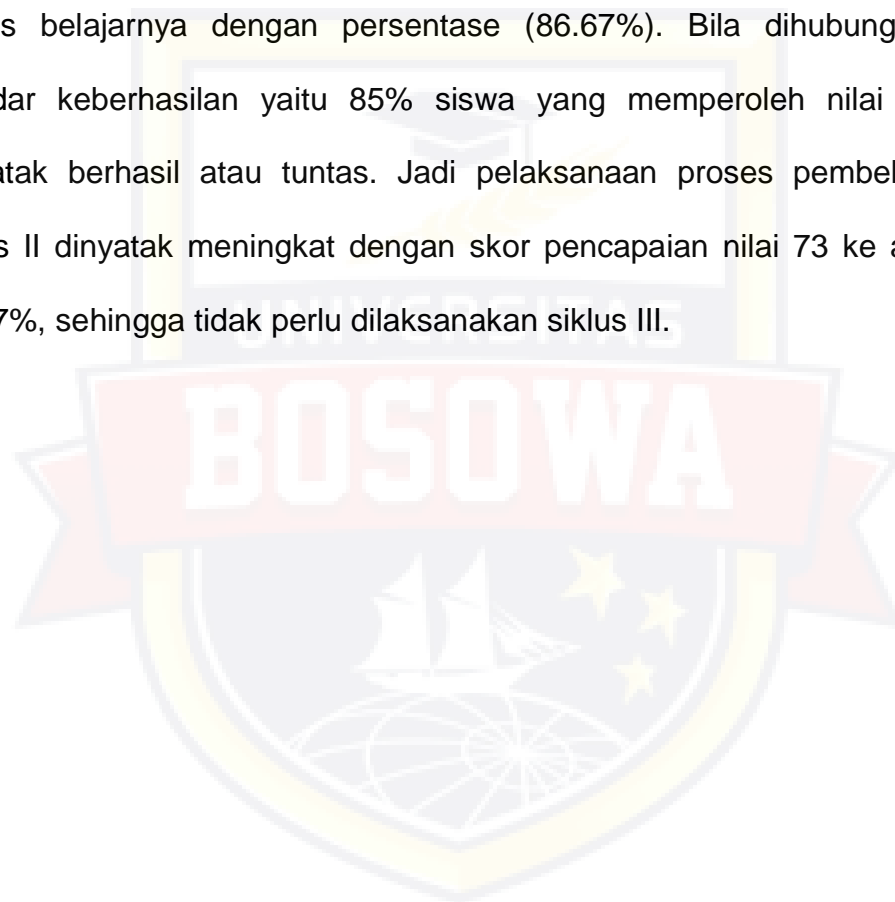 s belajarnya dengan persentase (86.67%). Bila dihubung
dar keberhasilan yaitu 85% siswa yang memperoleh nilai
atak berhasil atau tuntas. Jadi pelaksanaan proses pembel
s II dinyatak meningkat dengan skor pencapaian nilai 73 ke a
7%, sehingga tidak perlu dilaksanakan siklus III.
UNIVERSITAS
BOSOWA